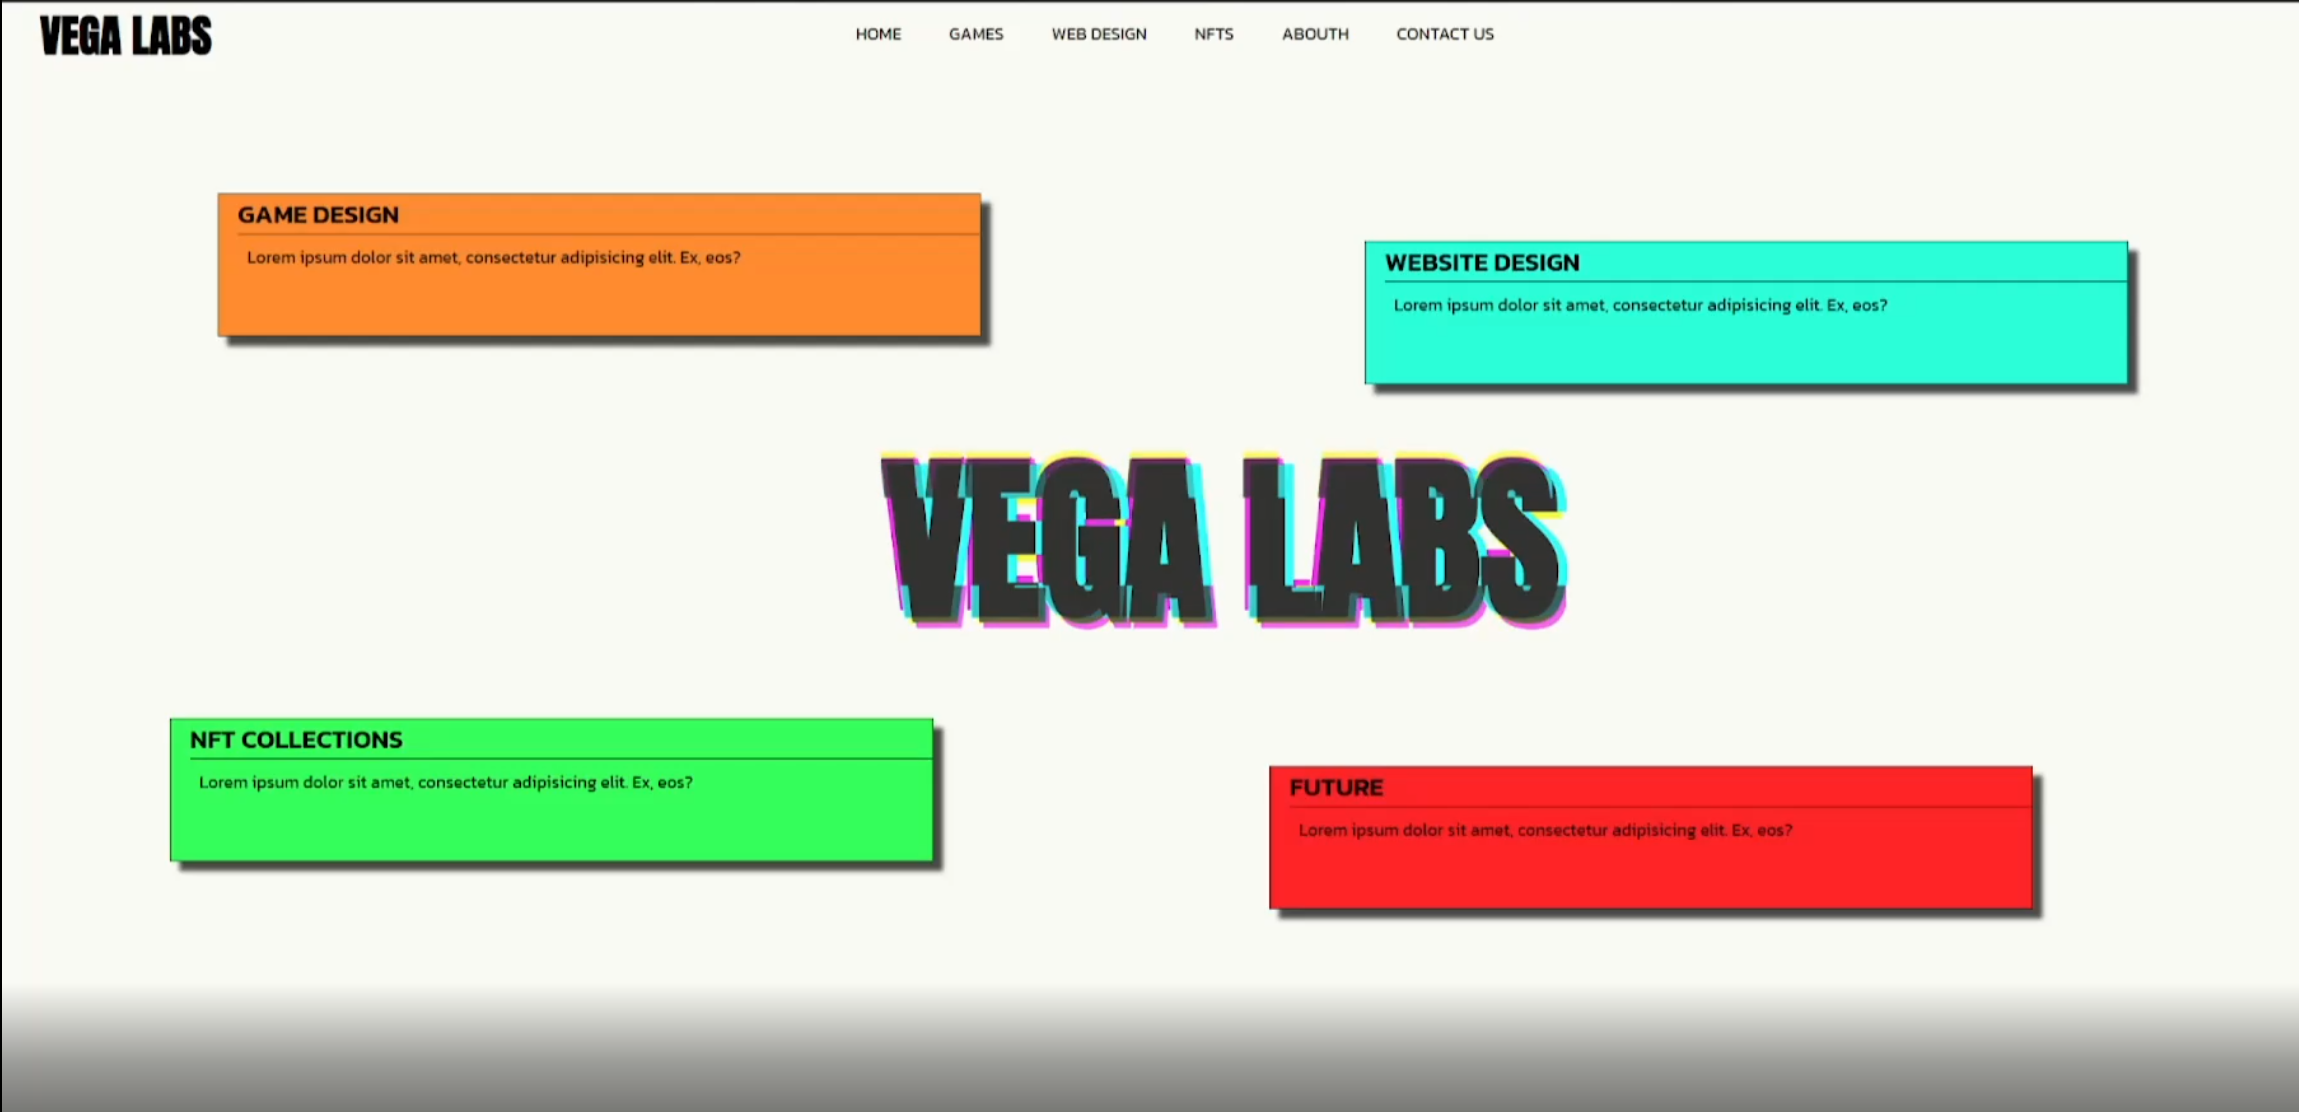 VEGA LABS
HOME GAMES WEB DESIGN NFTS ABOUTH CONTACT US
GAME DESIGN
Lorem ipsum dolor sit amet, consectetur adipisicing elit. Ex, eos?
WEBSITE DESIGN
Lorem ipsum dolor sit amet, consectetur adipisicing elit. Ex, eos?
VEGA LABS
NFT COLLECTIONS
Lorem ipsum dolor sit amet, consectetur adipisicing elit. Ex, eos?
FUTURE
Lorem ipsum dolor sit amet, consectetur adipisicing elit. Ex, eos?